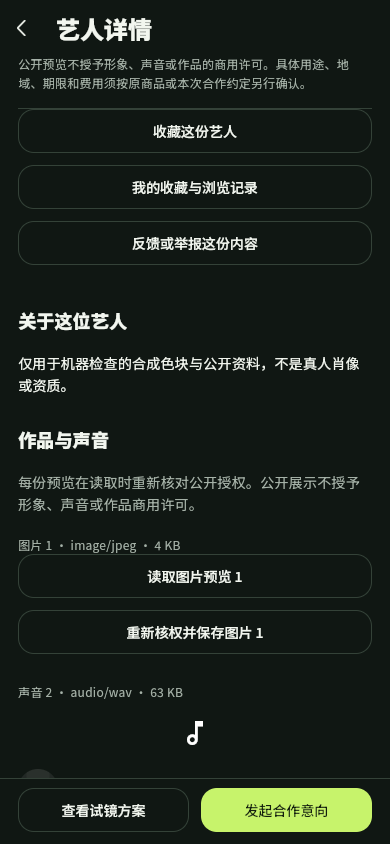 艺人详情
公开预览不授予形象、声音或作品的商用许可。具体用途、地
域、期限和费用须按原商品或本次合作约定另行确认。
收藏这份艺人
我的收藏与浏览记录
反馈或举报这份内容
关于这位艺人
仅用于机器检查的合成色块与公开资料，不是真人肖像
或资质。
作品与声音
每份预览在读取时重新核对公开授权。公开展示不授予
形象、声音或作品商用许可。
图片 1 · image/jpeg · 4 KB
读取图片预览 1
重新核权并保存图片 1
声音 2 · audio/wav · 63 KB
查看试镜方案
发起合作意向